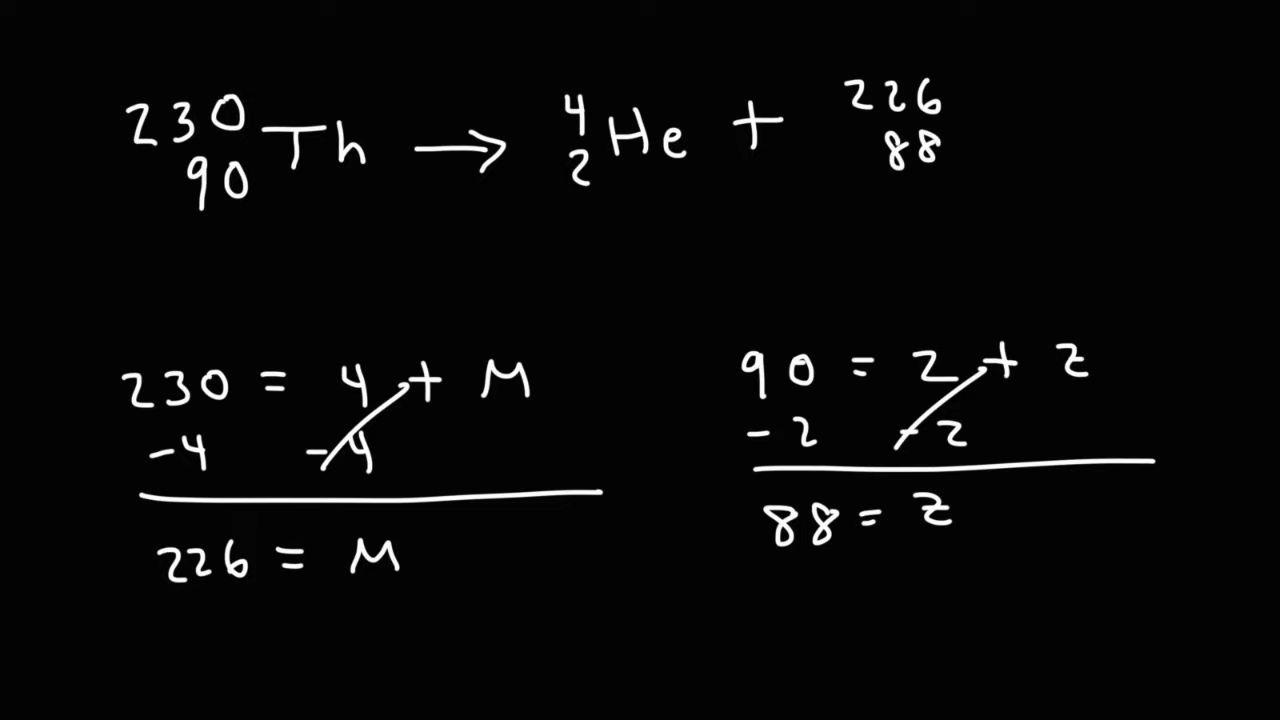 230 90 Th → 4 2 He + 226 88
230 = 4 + M
-4 -4
226 = M
90 = 2 + z
-2 -2
88 = z